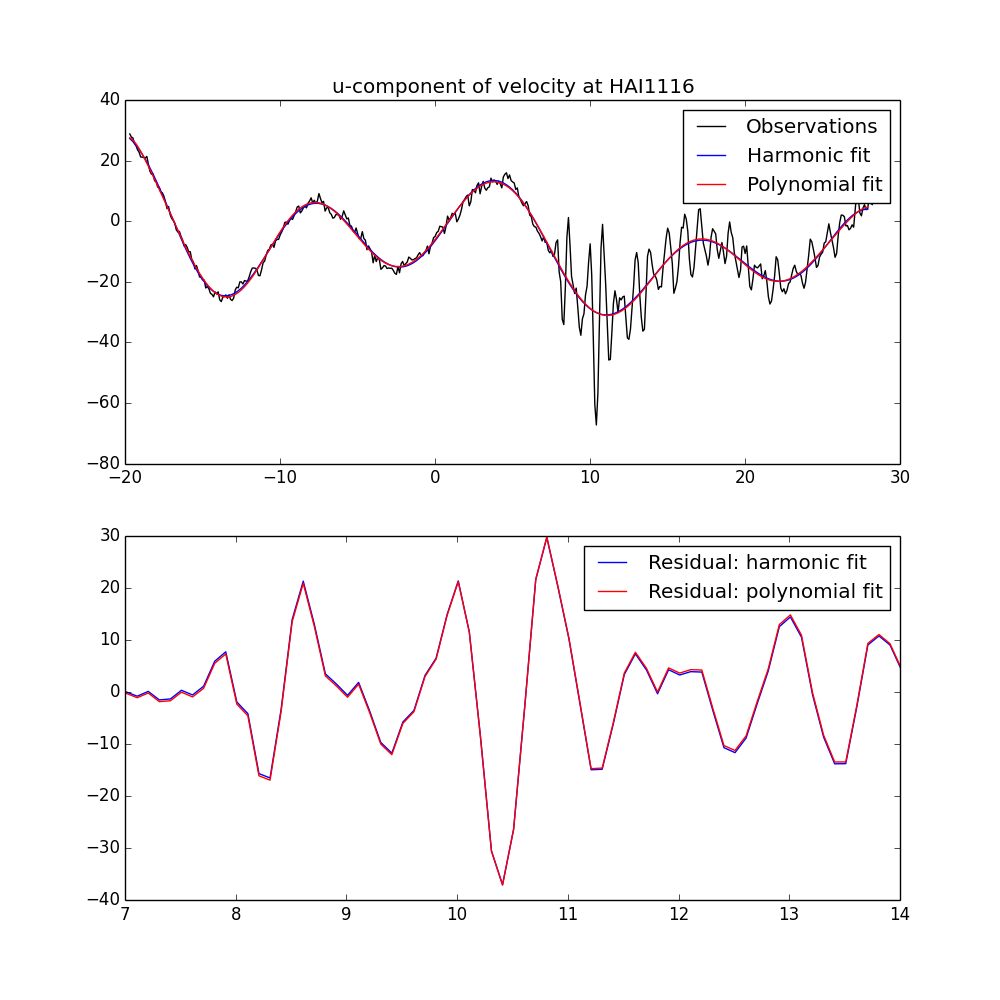 u-component of velocity at HAI1116
40
20
0
−20
−40
−60
−80
−20 −10 0 10 20 30
Observations
Harmonic fit
Polynomial fit
30
20
10
0
−10
−20
−30
−40
7 8 9 10 11 12 13 14
Residual: harmonic fit
Residual: polynomial fit